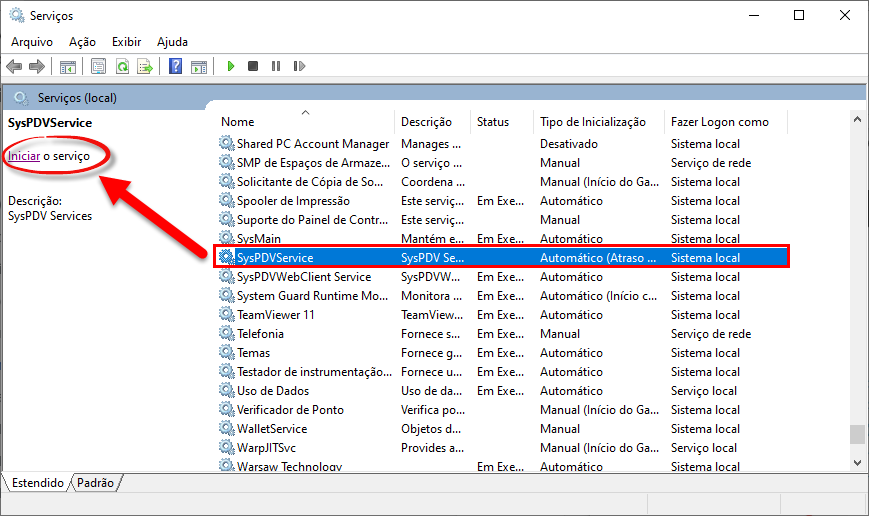 Serviços
Arquivo Ação Exibir Ajuda
Serviços (local)
SysPDVService
Iniciar o serviço
Descrição:
SysPDV Services
Nome Descrição Status Tipo de Inicialização Fazer Logon como
Shared PC Account Manager Manages ... Desativado Sistema local
SMP de Espaços de Armaze... O serviço ... Manual Serviço de rede
Solicitante de Cópia de So... Coordena ... Manual (Início do Ga... Sistema local
Spooler de Impressão Este serviç... Em Exe... Automático Sistema local
Suporte do Painel de Contr... Este serviç... Manual Sistema local
SysMain Mantém e... Em Exe... Automático Sistema local
SysPDVService SysPDV Se... Automático (Atraso ... Sistema local
SysPDVWebClient Service SysPDVW... Em Exe... Automático Sistema local
System Guard Runtime Mo... Monitora ... Em Exe... Automático (Início c... Sistema local
TeamViewer 11 TeamView... Em Exe... Automático Sistema local
Telefonia Fornece s... Em Exe... Manual Serviço de rede
Temas Fornece g... Em Exe... Automático Sistema local
Testador de instrumentação... Fornece u... Em Exe... Automático Sistema local
Uso de Dados Uso de da... Em Exe... Automático Serviço local
Verificador de Ponto Verifica po... Manual (Início do Ga... Sistema local
WalletService Objetos d... Manual Sistema local
WarpJITSvc Provides a... Manual (Início do Ga... Serviço local
Warsaw Technology Em Exe... Automático Sistema local
Estendido Padrão